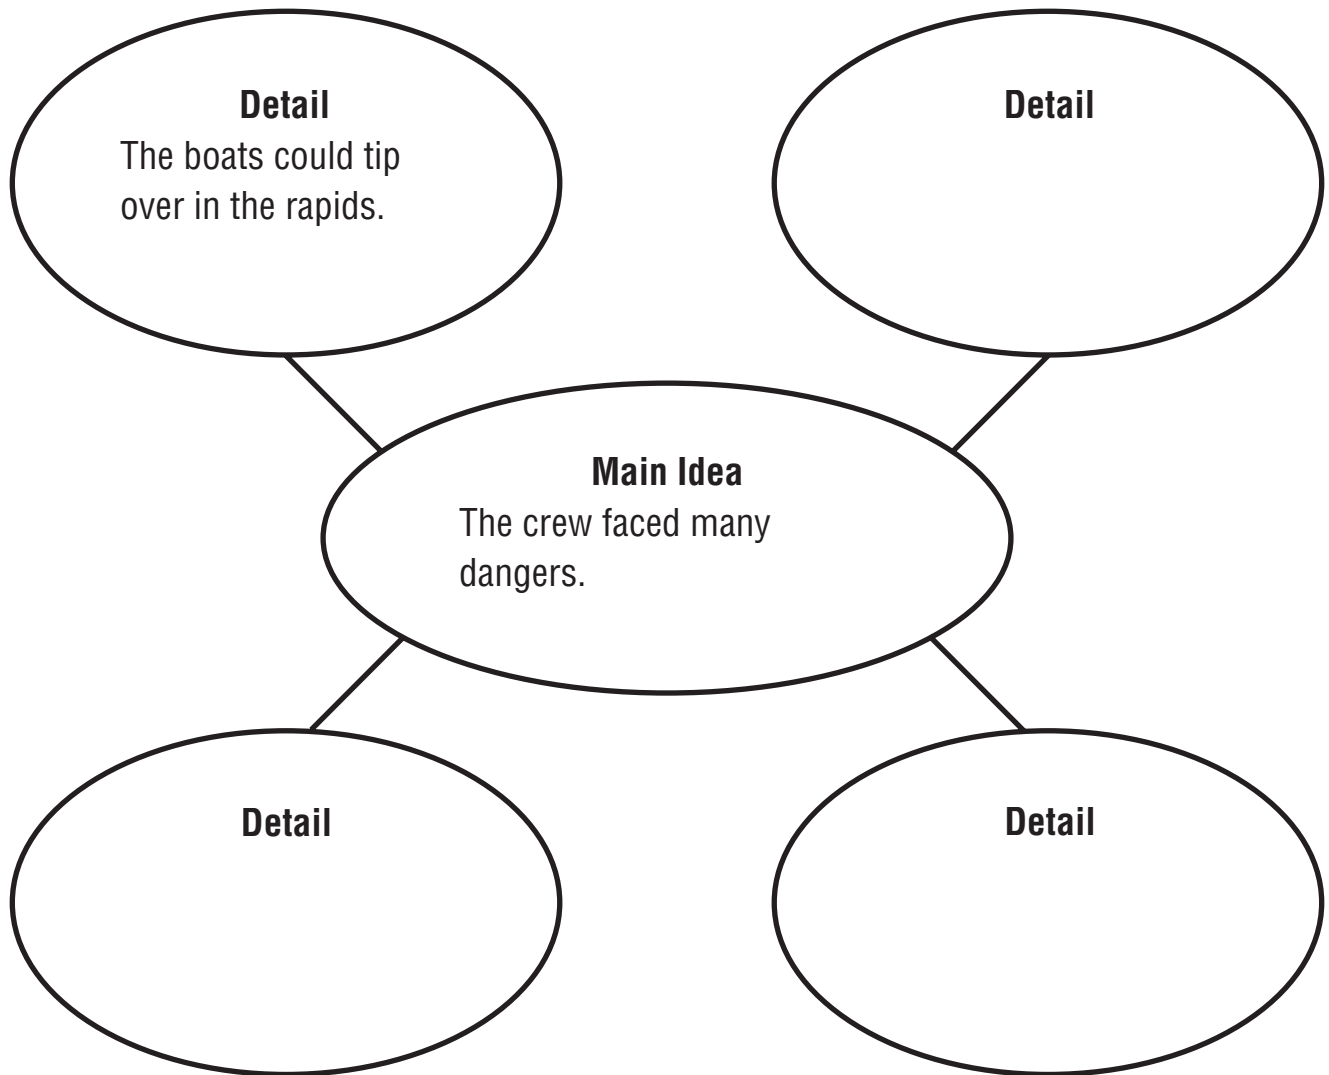 Detail
The boats could tip
over in the rapids.
Detail
Main Idea
The crew faced many
dangers.
Detail
Detail